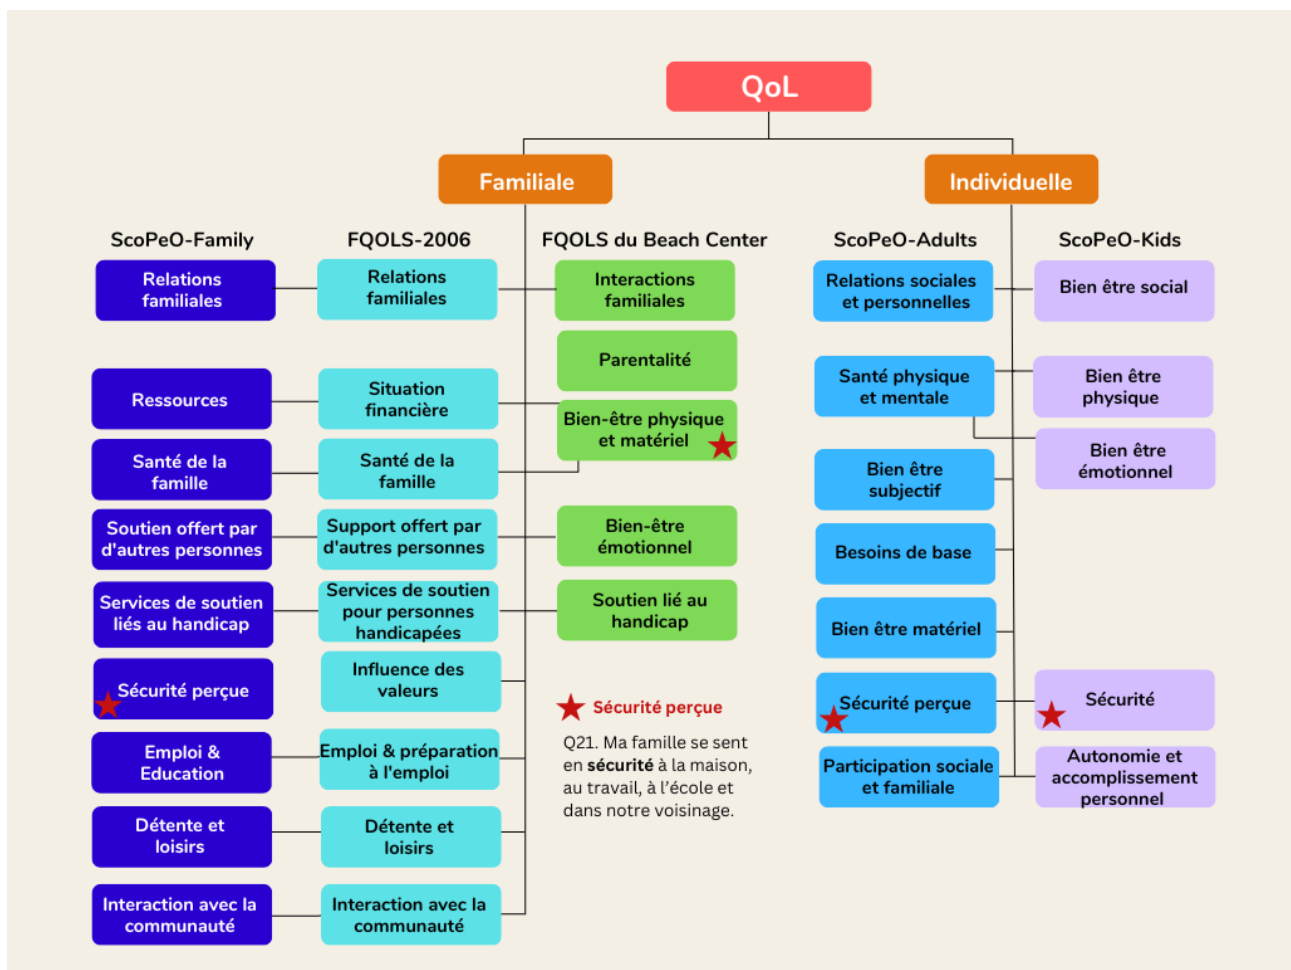 QoL
Familiale
Individuelle
ScoPeO-Family
FQOLS-2006
FQOLS du Beach Center
ScoPeO-Adults
ScoPeO-Kids
Relations
familiales
Relations
familiales
Interactions
familiales
Relations sociales
et personnelles
Bien être social
Parentalité
Ressources
Situation
financière
Bien-être physique
et matériel
Santé physique
et mentale
Bien être
physique
Santé de la
famille
Santé de la
famille
Bien être
émotionnel
Bien être
subjectif
Soutien offert par
d'autres personnes
Support offert par
d'autres personnes
Bien-être
émotionnel
Besoins de base
Services de soutien
liés au handicap
Services de soutien
pour personnes
handicapées
Soutien lié au
handicap
Bien être matériel
Sécurité perçue
Influence des
valeurs
Sécurité perçue
Q21. Ma famille se sent
en sécurité à la maison,
au travail, à l'école et
dans notre voisinage.
Sécurité perçue
Sécurité
Emploi &
Education
Emploi & préparation
à l'emploi
Participation sociale
et familiale
Autonomie et
accomplissement
personnel
Détente et
loisirs
Détente et
loisirs
Interaction avec la
communauté
Interaction avec la
communauté